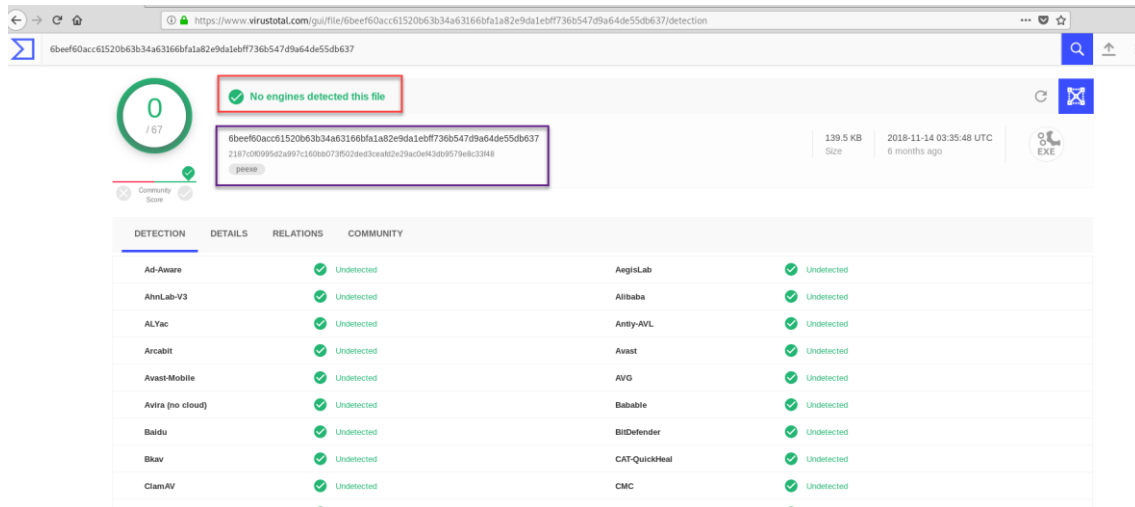 https://www.virustotal.com/gui/file/6beef60acc61520b63b34a63166bfa1a82e9da1ebff736b547d9a64de55db637/detection
6beef60acc61520b63b34a63166bfa1a82e9da1ebff736b547d9a64de55db637
0
/ 67
Community
Score
No engines detected this file
6beef60acc61520b63b34a63166bfa1a82e9da1ebff736b547d9a64de55db637
2187c0f0995d2a997c160bb073f502ded3ceafd2e29ac0ef43db9579e8c33f48
peexe
139.5 KB
Size
2018-11-14 03:35:48 UTC
6 months ago
EXE
DETECTION DETAILS RELATIONS COMMUNITY
Ad-Aware Undetected AegisLab Undetected
AhnLab-V3 Undetected Alibaba Undetected
ALYac Undetected Antiy-AVL Undetected
Arcabit Undetected Avast Undetected
Avast-Mobile Undetected AVG Undetected
Avira (no cloud) Undetected Babable Undetected
Baidu Undetected BitDefender Undetected
Bkav Undetected CAT-QuickHeal Undetected
ClamAV Undetected CMC Undetected